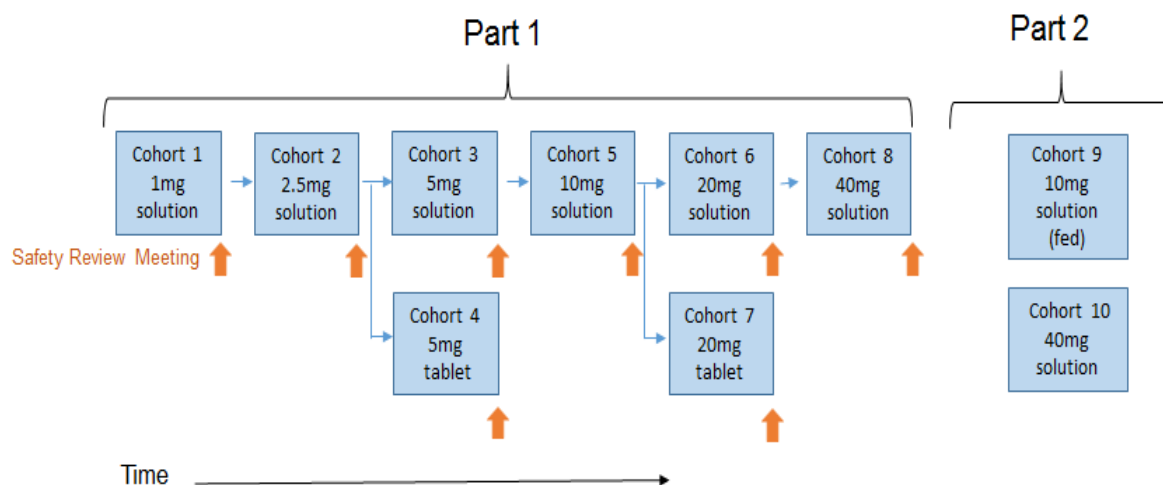 Part 1
Part 2
Cohort 1
1mg
solution
Cohort 2
2.5mg
solution
Cohort 3
5mg
solution
Cohort 5
10mg
solution
Cohort 6
20mg
solution
Cohort 8
40mg
solution
Cohort 9
10mg
solution
(fed)
Safety Review Meeting
Cohort 4
5mg
tablet
Cohort 7
20mg
tablet
Cohort 10
40mg
solution
Time